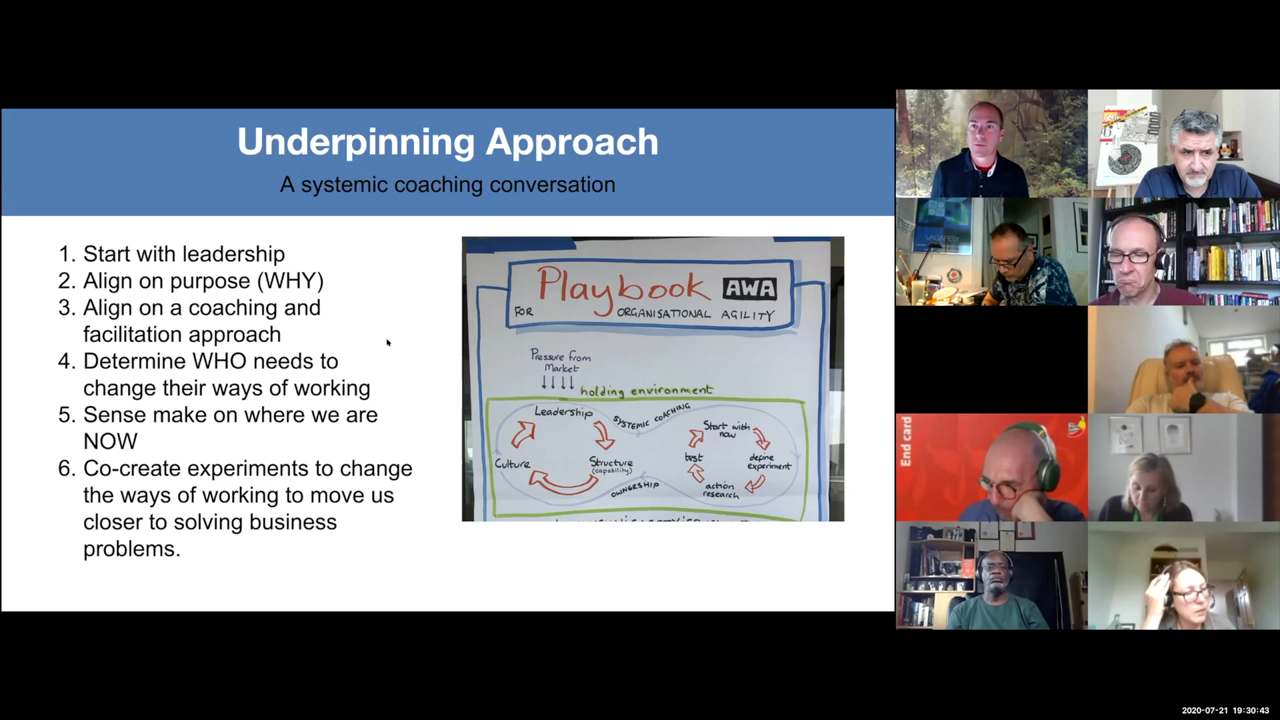 Underpinning Approach
A systemic coaching conversation
1. Start with leadership
2. Align on purpose (WHY)
3. Align on a coaching and
facilitation approach
4. Determine WHO needs to
change their ways of working
5. Sense make on where we are
NOW
6. Co-create experiments to change
the ways of working to move us
closer to solving business
problems.
Playbook AWA
FOR ORGANISATIONAL AGILITY
Pressure from
Market
holding environment
Leadership
SYSTEMIC COACHING
Culture
Structure
(capability)
OWNERSHIP
Start with
now
define
experiment
action
research
test
End card
2020-07-21 19:30:43